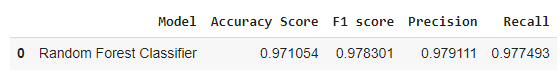 Model Accuracy Score F1 score Precision Recall
0 Random Forest Classifier 0.971054 0.978301 0.979111 0.977493